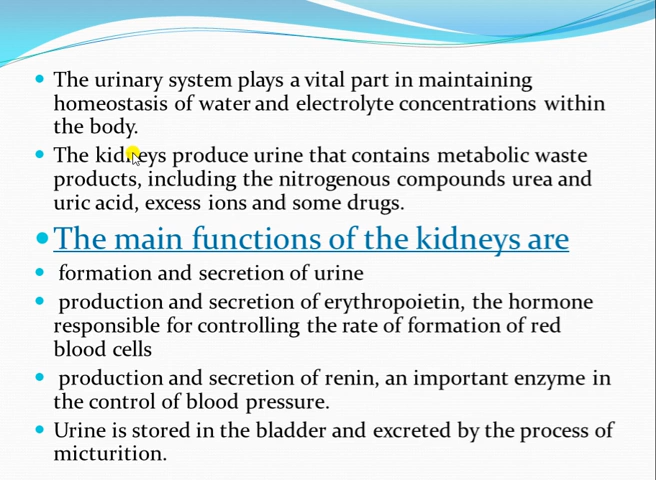 The urinary system plays a vital part in maintaining
homeostasis of water and electrolyte concentrations within
the body.
The kidneys produce urine that contains metabolic waste
products, including the nitrogenous compounds urea and
uric acid, excess ions and some drugs.
The main functions of the kidneys are
formation and secretion of urine
production and secretion of erythropoietin, the hormone
responsible for controlling the rate of formation of red
blood cells
production and secretion of renin, an important enzyme in
the control of blood pressure.
Urine is stored in the bladder and excreted by the process of
micturition.